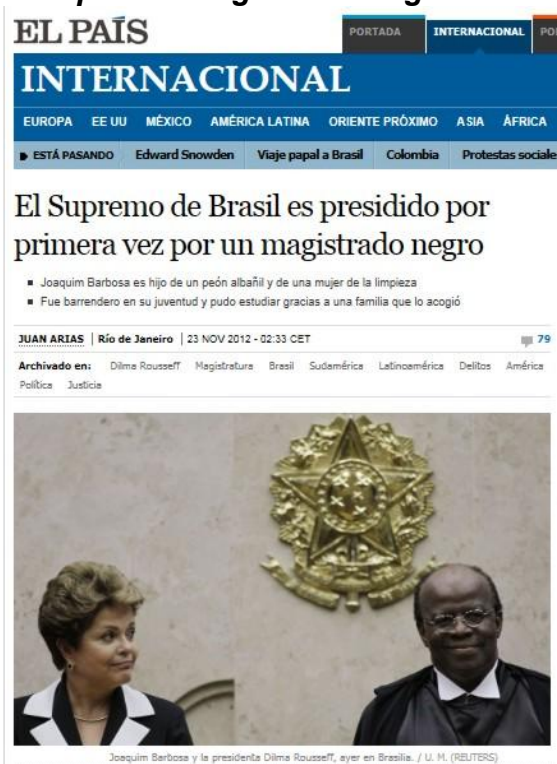 EL PAÍS
PORTADA INTERNACIONAL
INTERNACIONAL
EUROPA EE UU MÉXICO AMÉRICA LATINA ORIENTE PRÓXIMO ASIA ÁFRICA
ESTÁ PASANDO Edward Snowden Viaje papal a Brasil Colombia Protestas sociale
El Supremo de Brasil es presidido por
primera vez por un magistrado negro
Joaquim Barbosa es hijo de un peón albañil y de una mujer de la limpieza
Fue barrendero en su juventud y pudo estudiar gracias a una familia que lo acogió
JUAN ARIAS | Río de Janeiro | 23 NOV 2012 - 02:33 CET 79
Archivado en: Dilma Rousseff Magistratura Brasil Sudamérica Latinoamérica Delitos América
Política Justicia
Joaquim Barbosa y la presidenta Dilma Rousseff, ayer en Brasilia. / U. M. (REUTERS)